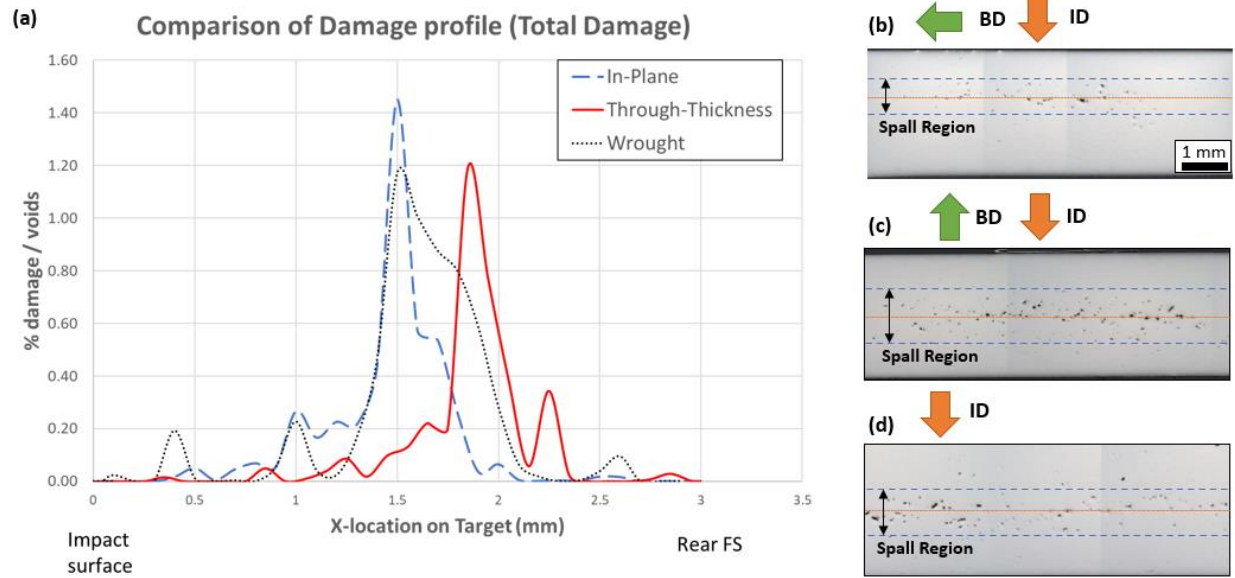 (a)
Comparison of Damage profile (Total Damage)
1.60
1.40
1.20
1.00
0.80
0.60
0.40
0.20
0.00
% damage / voids
In-Plane
Through-Thickness
Wrought
0
0.5
1
1.5
2
2.5
3
3.5
X-location on Target (mm)
Impact
surface
Rear FS
(b)
BD
ID
Spall Region
1 mm
(c)
BD
ID
Spall Region
(d)
ID
Spall Region